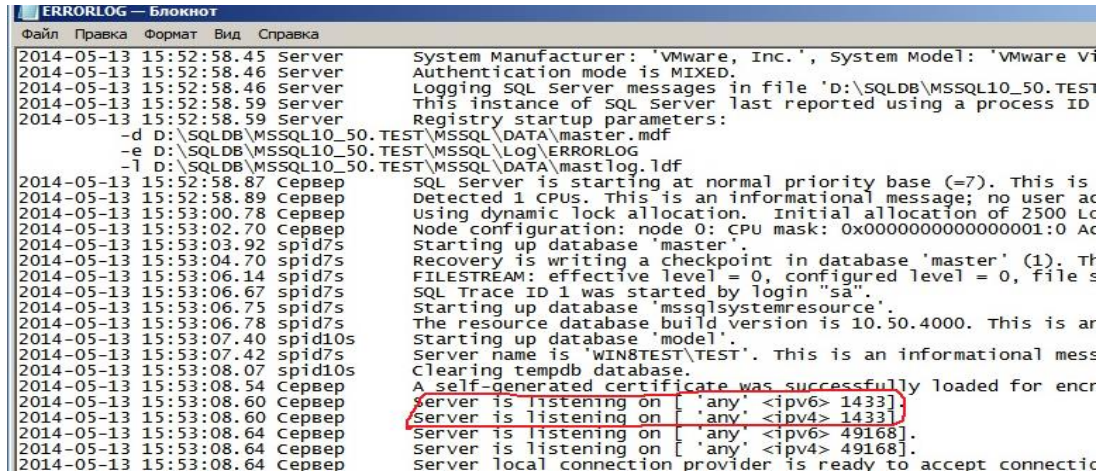 ERRORLOG — Блокнот
Файл Правка Формат Вид Справка
2014-05-13 15:52:58.45 Server System Manufacturer: 'VMware, Inc.', System Model: 'VMware Vi
2014-05-13 15:52:58.46 Server Authentication mode is MIXED.
2014-05-13 15:52:58.46 Server Logging SQL Server messages in file 'D:\SQLDB\MSSQL10_50.TEST
2014-05-13 15:52:58.59 Server This instance of SQL Server last reported using a process ID
2014-05-13 15:52:58.59 Server Registry startup parameters:
-d D:\SQLDB\MSSQL10_50.TEST\MSSQL\DATA\master.mdf
-e D:\SQLDB\MSSQL10_50.TEST\MSSQL\Log\ERRORLOG
-l D:\SQLDB\MSSQL10_50.TEST\MSSQL\DATA\mastlog.ldf
2014-05-13 15:52:58.87 Сервер SQL Server is starting at normal priority base (=7). This is
2014-05-13 15:52:58.89 Сервер Detected 1 CPUs. This is an informational message; no user ac
2014-05-13 15:53:00.78 Сервер Using dynamic lock allocation. Initial allocation of 2500 Lo
2014-05-13 15:53:02.70 Сервер Node configuration: node 0: CPU mask: 0x0000000000000001:0 Ac
2014-05-13 15:53:03.92 spid7s Starting up database 'master'.
2014-05-13 15:53:04.70 spid7s Recovery is writing a checkpoint in database 'master' (1). Th
2014-05-13 15:53:06.14 spid7s FILESTREAM: effective level = 0, configured level = 0, file s
2014-05-13 15:53:06.67 spid7s SQL Trace ID 1 was started by login "sa".
2014-05-13 15:53:06.75 spid7s Starting up database 'mssqlsystemresource'.
2014-05-13 15:53:06.78 spid7s The resource database build version is 10.50.4000. This is an
2014-05-13 15:53:07.40 spid10s Starting up database 'model'.
2014-05-13 15:53:07.42 spid7s Server name is 'WIN8TEST\TEST'. This is an informational mess
2014-05-13 15:53:08.07 spid10s Clearing tempdb database.
2014-05-13 15:53:08.54 Сервер A self-generated certificate was successfully loaded for encr
2014-05-13 15:53:08.60 Сервер Server is listening on [ 'any' <ipv6> 1433].
2014-05-13 15:53:08.60 Сервер Server is listening on [ 'any' <ipv4> 1433].
2014-05-13 15:53:08.64 Сервер Server is listening on [ 'any' <ipv6> 49168].
2014-05-13 15:53:08.64 Сервер Server is listening on [ 'any' <ipv4> 49168].
2014-05-13 15:53:08.64 Сервер Server local connection provider is ready to accept connectio